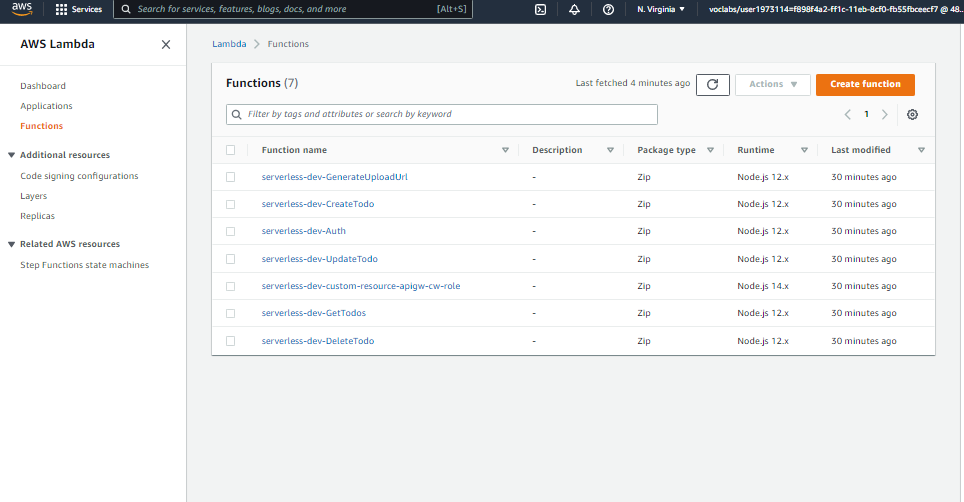 aws Services Search for services, features, blogs, docs, and more [Alt+S] N. Virginia voclabs/user1973114=f898f4a2-ff1c-11eb-8cf0-fb55fbceecf7 @ 48...
AWS Lambda
Dashboard
Applications
Functions
Additional resources
Code signing configurations
Layers
Replicas
Related AWS resources
Step Functions state machines
Lambda > Functions
Functions (7) Last fetched 4 minutes ago Actions Create function
Filter by tags and attributes or search by keyword 1
Function name Description Package type Runtime Last modified
serverless-dev-GenerateUploadUrl - Zip Node.js 12.x 30 minutes ago
serverless-dev-CreateTodo - Zip Node.js 12.x 30 minutes ago
serverless-dev-Auth - Zip Node.js 12.x 30 minutes ago
serverless-dev-UpdateTodo - Zip Node.js 12.x 30 minutes ago
serverless-dev-custom-resource-apigw-cw-role - Zip Node.js 14.x 30 minutes ago
serverless-dev-GetTodos - Zip Node.js 12.x 30 minutes ago
serverless-dev-DeleteTodo - Zip Node.js 12.x 30 minutes ago